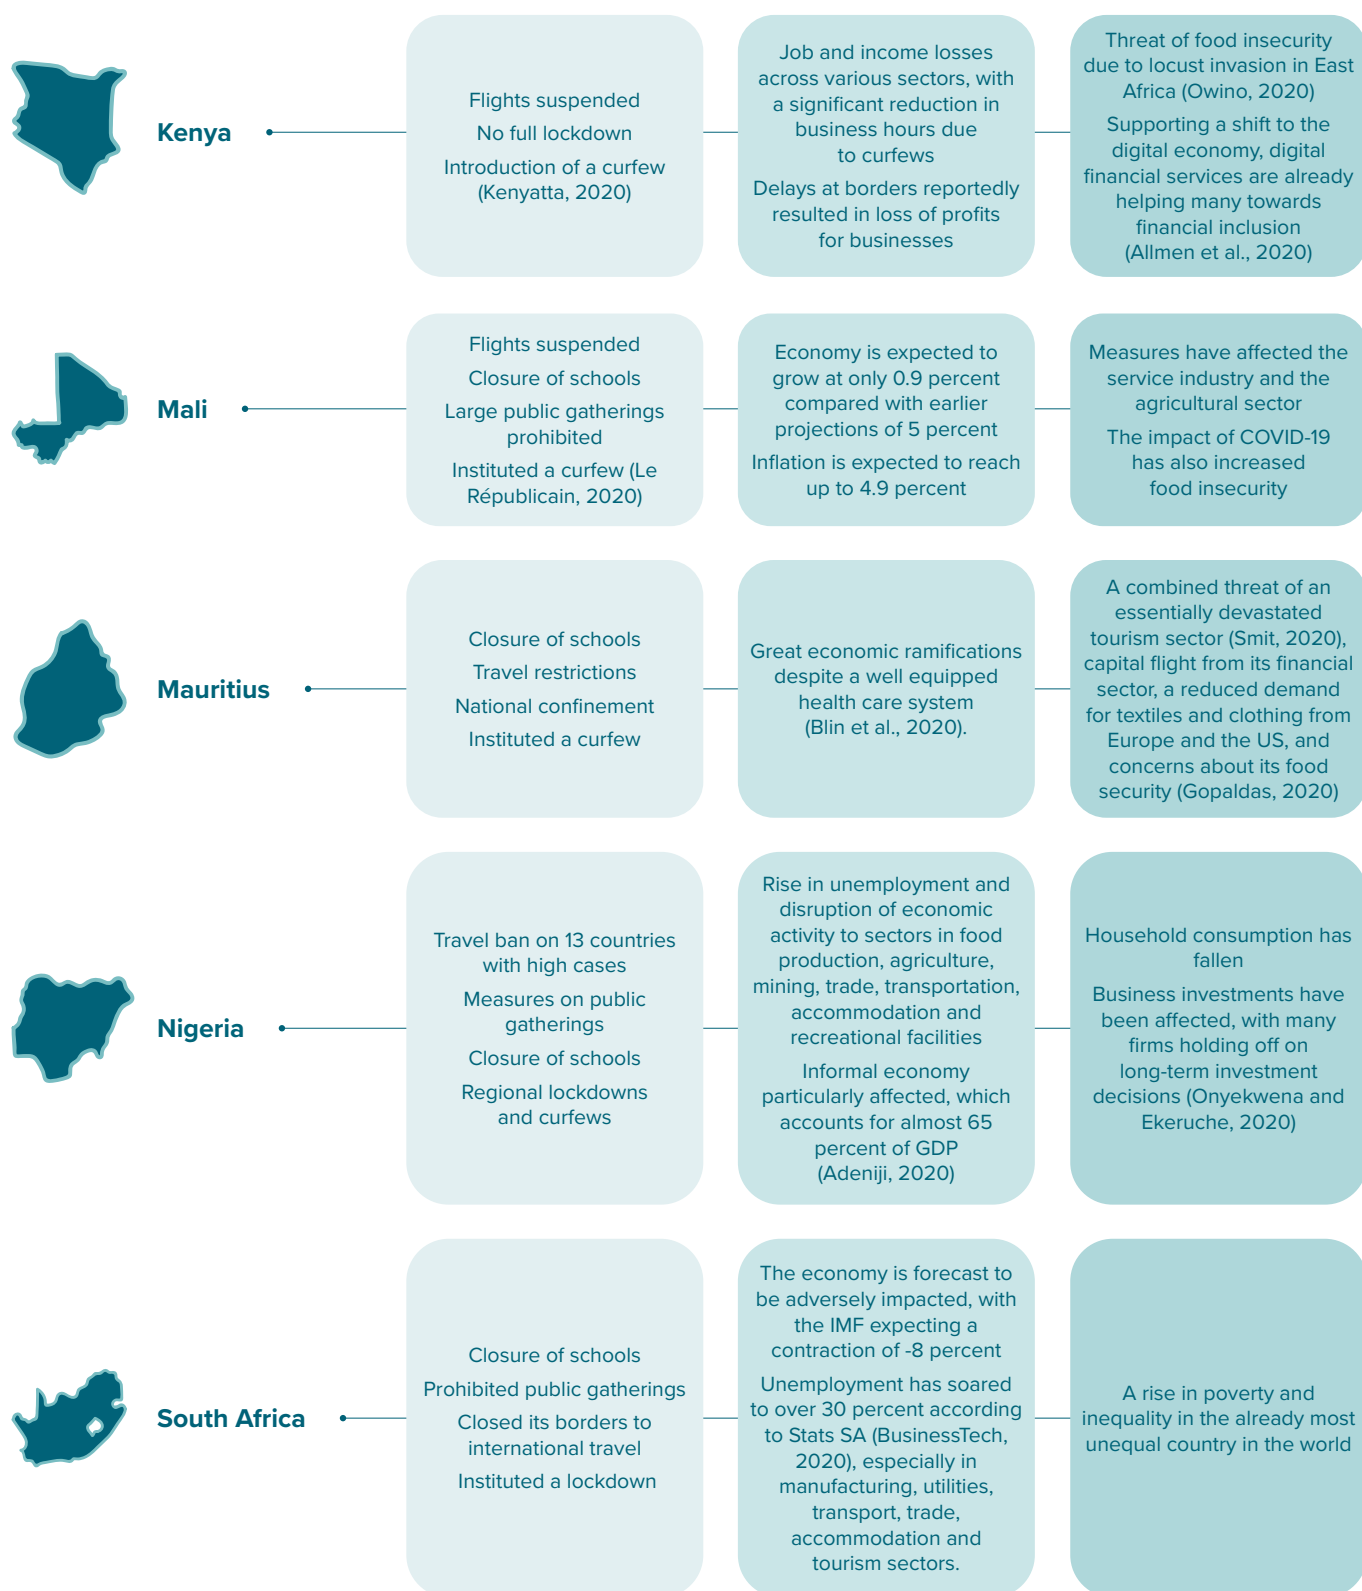 Kenya
Flights suspended
No full lockdown
Introduction of a curfew
(Kenyatta, 2020)
Job and income losses
across various sectors, with
a significant reduction in
business hours due
to curfews
Delays at borders reportedly
resulted in loss of profits
for businesses
Threat of food insecurity
due to locust invasion in East
Africa (Owino, 2020)
Supporting a shift to the
digital economy, digital
financial services are already
helping many towards
financial inclusion
(Allmen et al., 2020)
Mali
Flights suspended
Closure of schools
Large public gatherings
prohibited
Instituted a curfew (Le
Républicain, 2020)
Economy is expected to
grow at only 0.9 percent
compared with earlier
projections of 5 percent
Inflation is expected to reach
up to 4.9 percent
Measures have affected the
service industry and the
agricultural sector
The impact of COVID-19
has also increased
food insecurity
Mauritius
Closure of schools
Travel restrictions
National confinement
Instituted a curfew
Great economic ramifications
despite a well equipped
health care system
(Blin et al., 2020).
A combined threat of an
essentially devastated
tourism sector (Smit, 2020),
capital flight from its financial
sector, a reduced demand
for textiles and clothing from
Europe and the US, and
concerns about its food
security (Gopaldas, 2020)
Nigeria
Travel ban on 13 countries
with high cases
Measures on public
gatherings
Closure of schools
Regional lockdowns
and curfews
Rise in unemployment and
disruption of economic
activity to sectors in food
production, agriculture,
mining, trade, transportation,
accommodation and
recreational facilities
Informal economy
particularly affected, which
accounts for almost 65
percent of GDP
(Adeniji, 2020)
Household consumption has
fallen
Business investments have
been affected, with many
firms holding off on
long-term investment
decisions (Onyekwena and
Ekeruche, 2020)
South Africa
Closure of schools
Prohibited public gatherings
Closed its borders to
international travel
Instituted a lockdown
The economy is forecast to
be adversely impacted, with
the IMF expecting a
contraction of -8 percent
Unemployment has soared
to over 30 percent according
to Stats SA (BusinessTech,
2020), especially in
manufacturing, utilities,
transport, trade,
accommodation and
tourism sectors.
A rise in poverty and
inequality in the already most
unequal country in the world